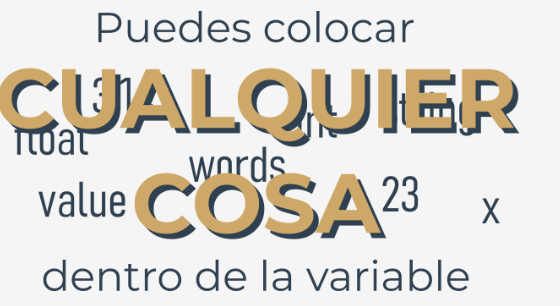 Puedes colocar
CUALQUIER
float
words
value
COSA
23
x
dentro de la variable